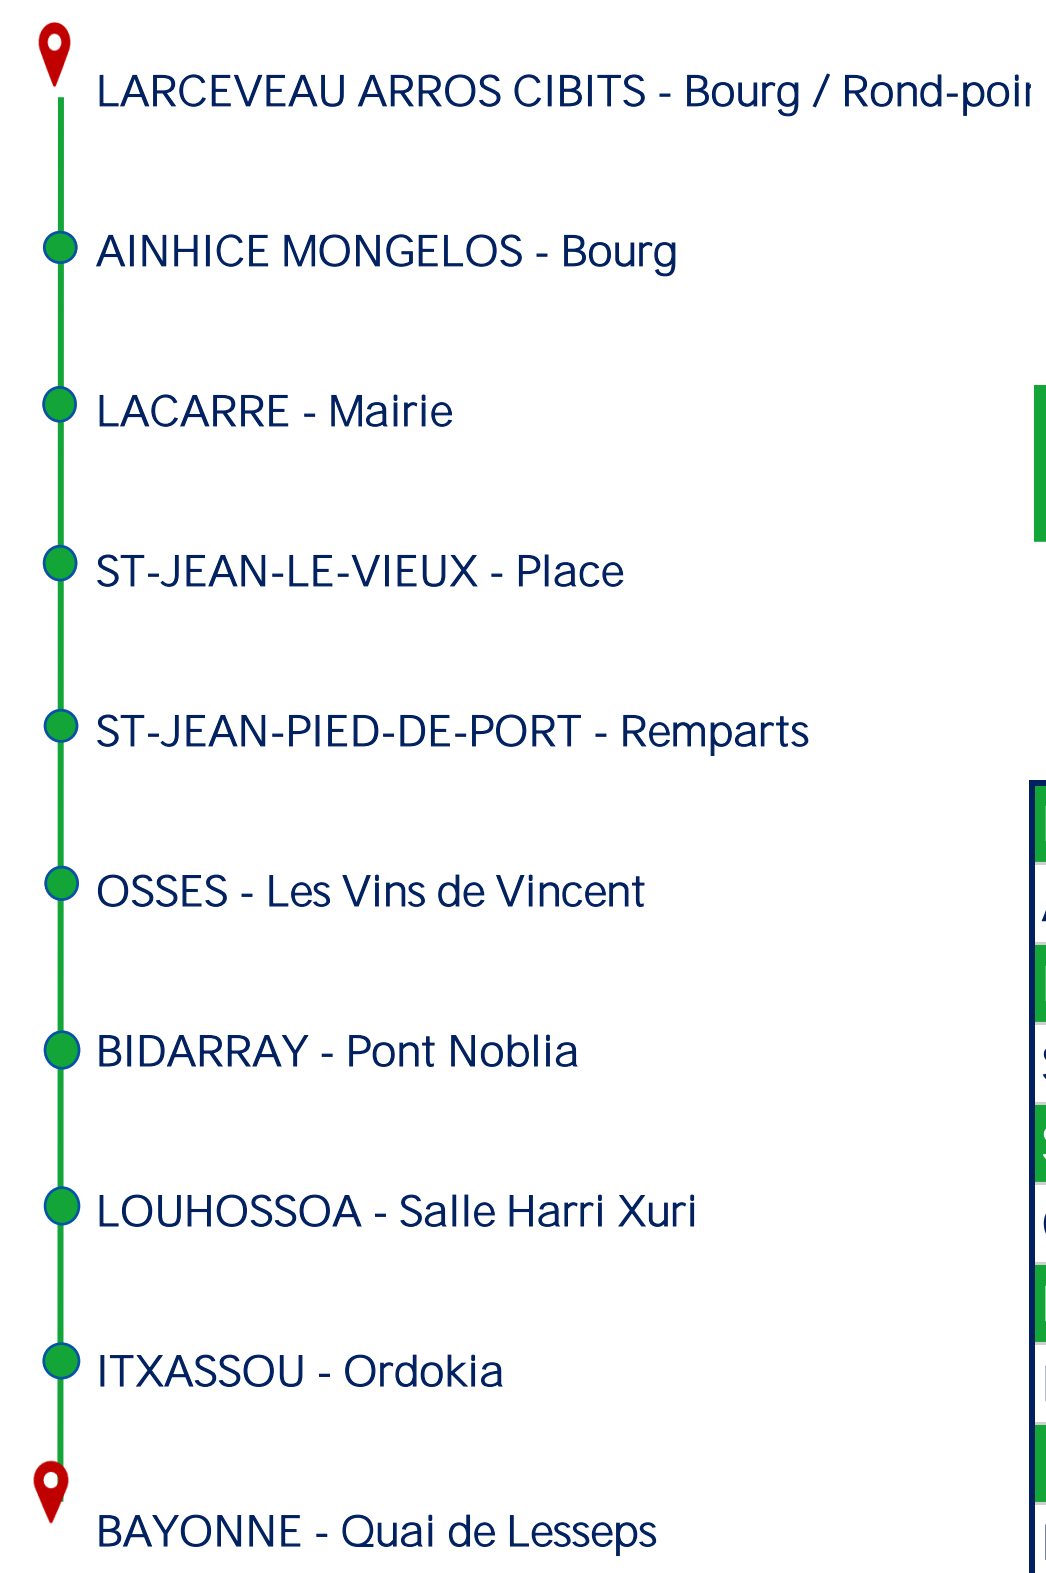 LARCEVEAU ARROS CIBITS - Bourg /
AINHICE MONGELOS - Bourg
LACARRE - Mairie
ST-JEAN-LE-VIEUX - Place
ST-JEAN-PIED-DE-PORT - Remparts
OSSES - Les Vins de Vincent
BIDARRAY - Pont Noblia
LOUHOSSOA - Salle Harri Xuri
ITXASSOU - Ordokia
BAYONNE - Quai de Lesseps